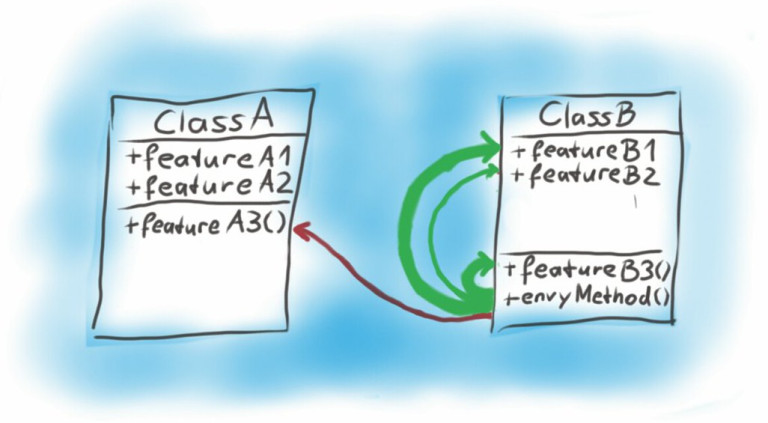 ClassA
+featureA1
+featureA2
+featureA3()
ClassB
+featureB1
+featureB2
+featureB3()
+envyMethod()